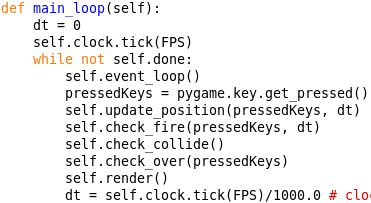 def main_loop(self):
    dt = 0
    self.clock.tick(FPS)
    while not self.done:
        self.event_loop()
        pressedKeys = pygame.key.get_pressed()
        self.update_position(pressedKeys, dt)
        self.check_fire(pressedKeys, dt)
        self.check_collide()
        self.check_over(pressedKeys)
        self.render()
        dt = self.clock.tick(FPS)/1000.0 # cloc